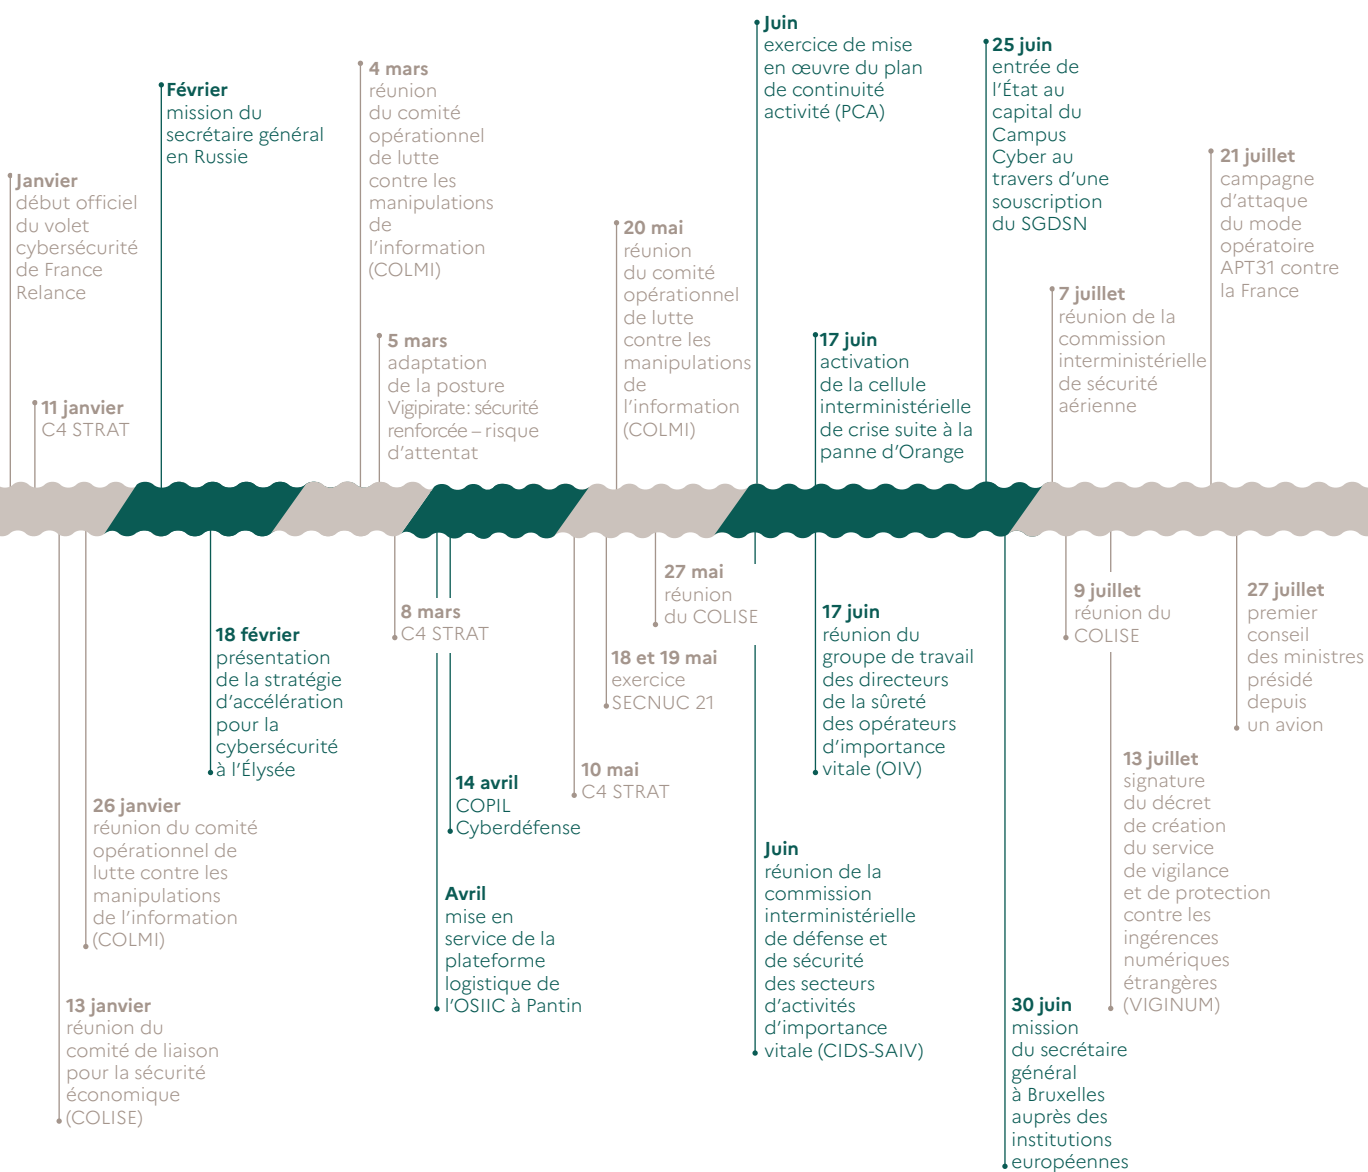 Janvier
début officiel
du volet
cybersécurité
de France
Relance
11 janvier
C4 STRAT
Février
mission du
secrétaire général
en Russie
4 mars
réunion
du comité
opérationnel
de lutte
contre les
manipulations
de
l'information
(COLMI)
5 mars
adaptation
de la posture
Vigipirate : sécurité
renforcée – risque
d'attentat
20 mai
réunion
du comité
opérationnel
de lutte
contre les
manipulations
de
l'information
(COLMI)
Juin
exercice de mise
en œuvre du plan
de continuité
activité (PCA)
17 juin
activation
de la cellule
interministérielle
de crise suite à la
panne d'Orange
25 juin
entrée de
l'État au
capital du
Campus
Cyber au
travers d'une
souscription
du SGDSN
7 juillet
réunion de la
commission
interministérielle
de sécurité
aérienne
21 juillet
campagne
d'attaque
du mode
opératoire
APT31 contre
la France
13 janvier
réunion du
comité de liaison
pour la sécurité
économique
(COLISE)
26 janvier
réunion du comité
opérationnel de
lutte contre les
manipulations
de l'information
(COLMI)
18 février
présentation
de la stratégie
d'accélération
pour la
cybersécurité
à l'Élysée
8 mars
C4 STRAT
Avril
mise en
service de la
plateforme
logistique de
l'OSIIC à Pantin
14 avril
COPIL
Cyberdéfense
10 mai
C4 STRAT
18 et 19 mai
exercice
SECNUC 21
27 mai
réunion
du COLISE
Juin
réunion de la
commission
interministérielle
de défense et
de sécurité
des secteurs
d'activités
d'importance
vitale (CIDS-SAIV)
17 juin
réunion du
groupe de travail
des directeurs
de la sûreté
des opérateurs
d'importance
vitale (OIV)
30 juin
mission
du secrétaire
général
à Bruxelles
auprès des
institutions
européennes
9 juillet
réunion du
COLISE
13 juillet
signature
du décret
de création
du service
de vigilance
et de protection
contre les
ingérences
numériques
étrangères
(VIGINUM)
27 juillet
premier
conseil
des ministres
présidé
depuis
un avion